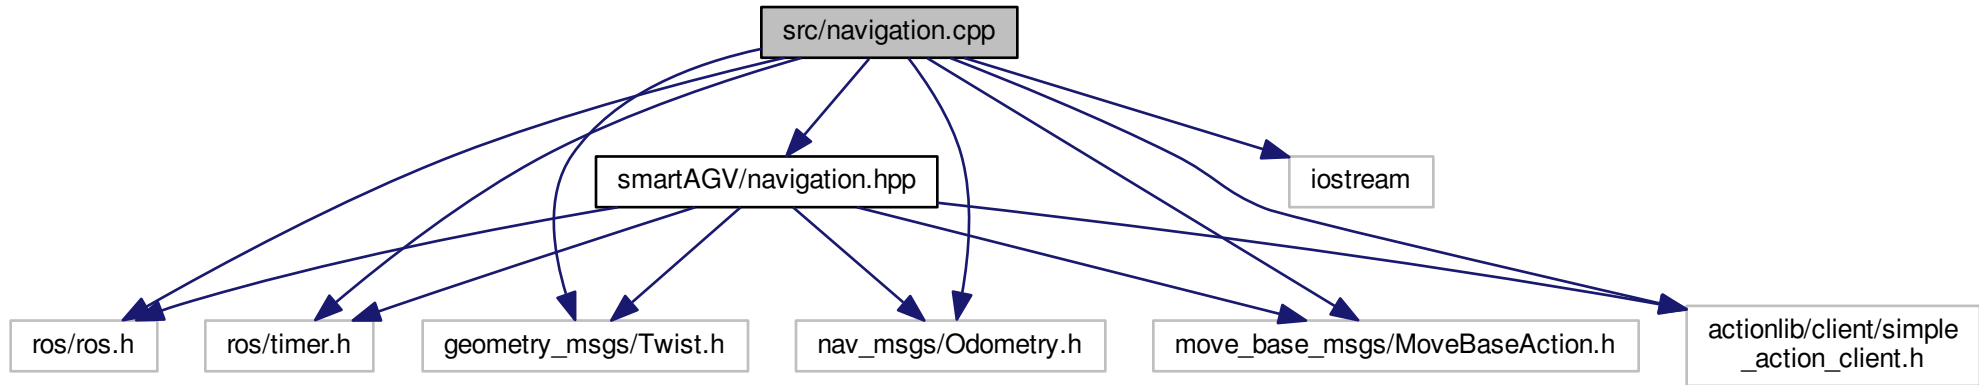 src/navigation.cpp
smartAGV/navigation.hpp
iostream
ros/ros.h
ros/timer.h
geometry_msgs/Twist.h
nav_msgs/Odometry.h
move_base_msgs/MoveBaseAction.h
actionlib/client/simple
_action_client.h